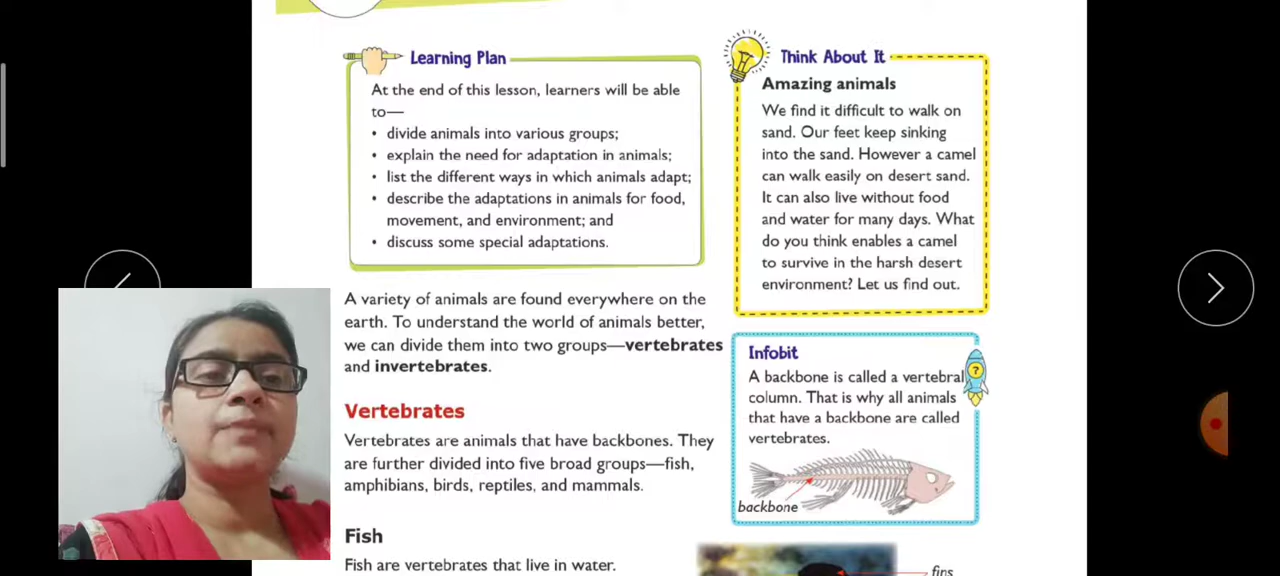 Learning Plan
At the end of this lesson, learners will be able
to—
• divide animals into various groups;
• explain the need for adaptation in animals;
• list the different ways in which animals adapt;
• describe the adaptations in animals for food,
movement, and environment; and
• discuss some special adaptations.
Think About It
Amazing animals
We find it difficult to walk on
sand. Our feet keep sinking
into the sand. However a camel
can walk easily on desert sand.
It can also live without food
and water for many days. What
do you think enables a camel
to survive in the harsh desert
environment? Let us find out.
A variety of animals are found everywhere on the
earth. To understand the world of animals better,
we can divide them into two groups—vertebrates
and invertebrates.
Vertebrates
Vertebrates are animals that have backbones. They
are further divided into five broad groups—fish,
amphibians, birds, reptiles, and mammals.
Fish
Fish are vertebrates that live in water.
Infobit
?
A backbone is called a vertebral
column. That is why all animals
that have a backbone are called
vertebrates.
backbone
fins